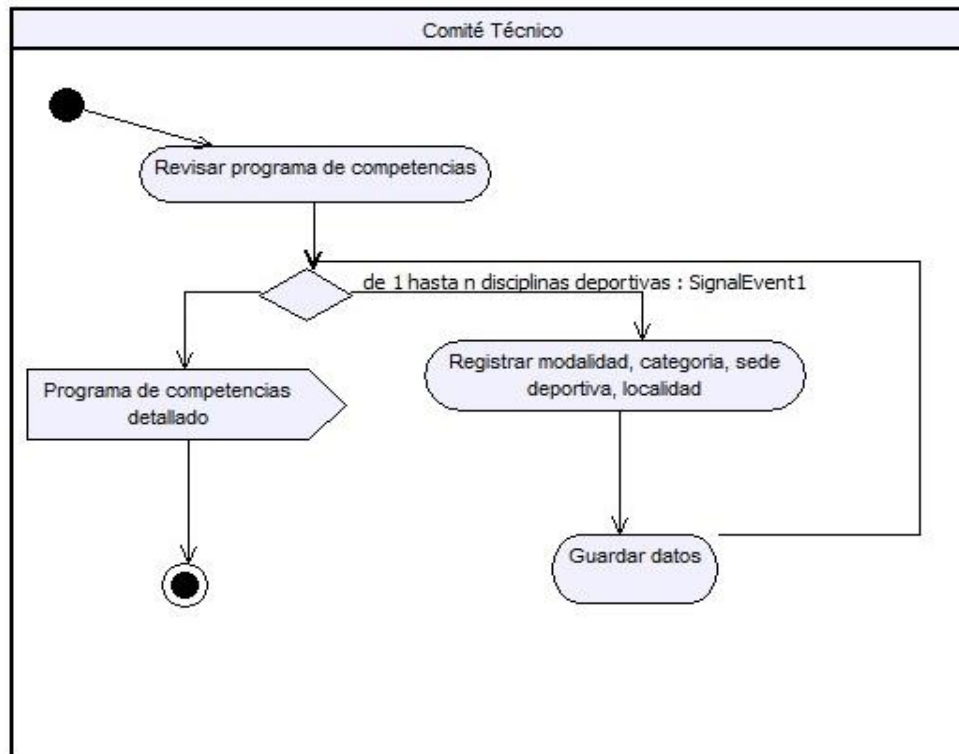 Comité Técnico
Revisar programa de competencias
de 1 hasta n disciplinas deportivas : SignalEvent1
Programa de competencias
detallado
Registrar modalidad, categoria, sede
deportiva, localidad
Guardar datos